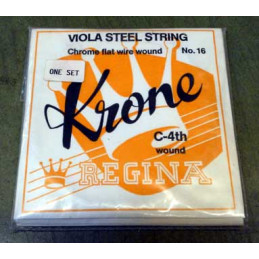 VIOLA STEEL STRING
Chrome flat wire wound No. 16
ONE SET
Krone
C-4th
wound
REGINA